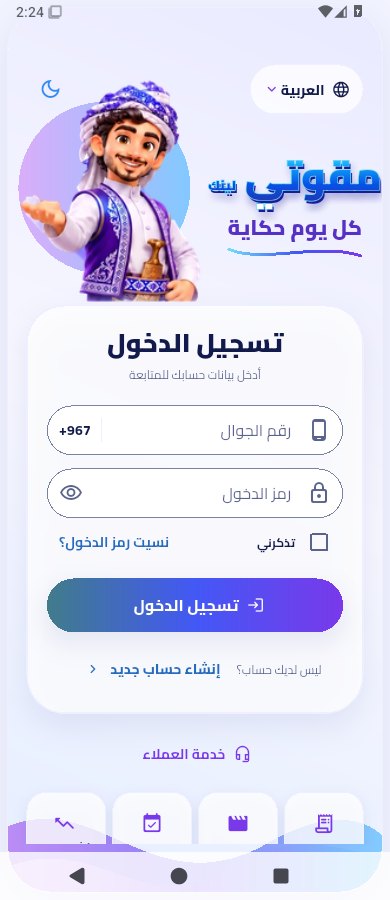 2:24
العربية
مقوتي لينك
كل يوم حكاية
تسجيل الدخول
أدخل بيانات حسابك للمتابعة
رقم الجوال +967
رمز الدخول
تذكرني نسيت رمز الدخول؟
تسجيل الدخول
ليس لديك حساب؟ إنشاء حساب جديد
خدمة العملاء